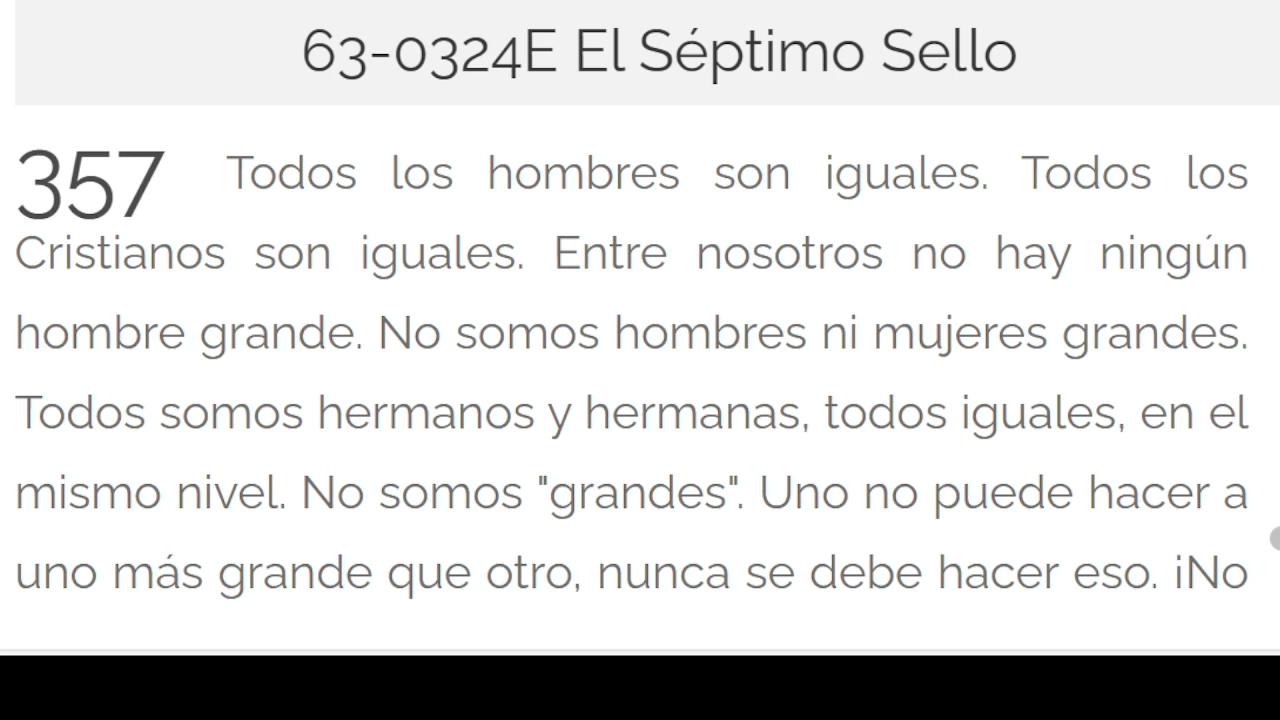 63-0324E El Séptimo Sello
357 Todos los hombres son iguales. Todos los
Cristianos son iguales. Entre nosotros no hay ningún
hombre grande. No somos hombres ni mujeres grandes.
Todos somos hermanos y hermanas, todos iguales, en el
mismo nivel. No somos "grandes". Uno no puede hacer a
uno más grande que otro, nunca se debe hacer eso. ¡No